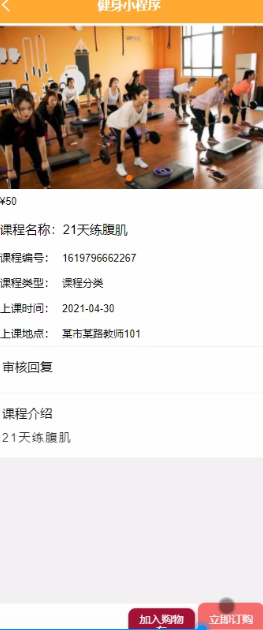 健身小程序
¥50
课程名称：21天练腹肌
课程编号：1619796662267
课程类型：课程分类
上课时间：2021-04-30
上课地点：某市某路教师101
审核回复
课程介绍
21天练腹肌
加入购物
车
立即订购